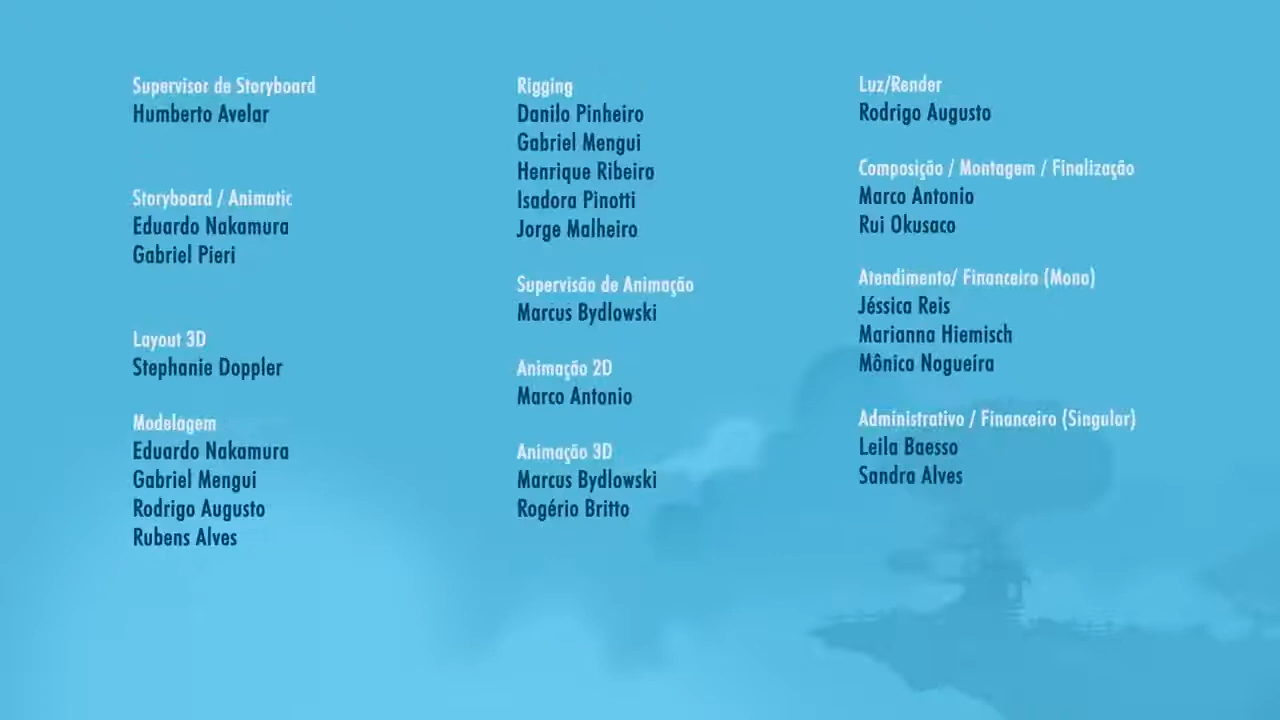 Supervisor de Storyboard
Humberto Avelar
Storyboard / Animatic
Eduardo Nakamura
Gabriel Pieri
Layout 3D
Stephanie Doppler
Modelagem
Eduardo Nakamura
Gabriel Mengui
Rodrigo Augusto
Rubens Alves
Rigging
Danilo Pinheiro
Gabriel Mengui
Henrique Ribeiro
Isadora Pinotti
Jorge Malheiro
Supervisão de Animação
Marcus Bydlowski
Animação 2D
Marco Antonio
Animação 3D
Marcus Bydlowski
Rogério Britto
Luz/Render
Rodrigo Augusto
Composição / Montagem / Finalização
Marco Antonio
Rui Okusaco
Atendimento/ Financeiro (Mono)
Jéssica Reis
Marianna Hiemisch
Mônica Nogueira
Administrativo / Financeiro (Singular)
Leila Baesso
Sandra Alves